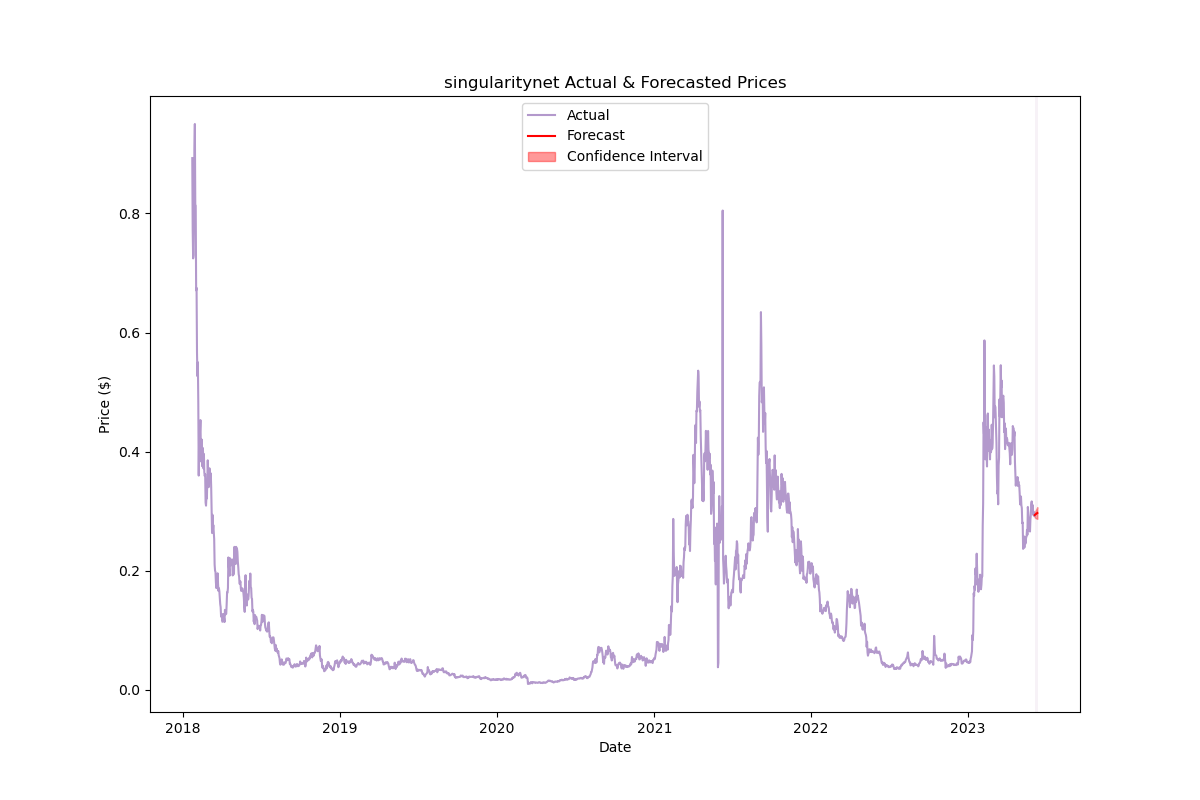 singularitynet Actual & Forecasted Prices
Actual
Forecast
Confidence Interval
Price ($)
0.8
0.6
0.4
0.2
0.0
2018 2019 2020 2021 2022 2023
Date